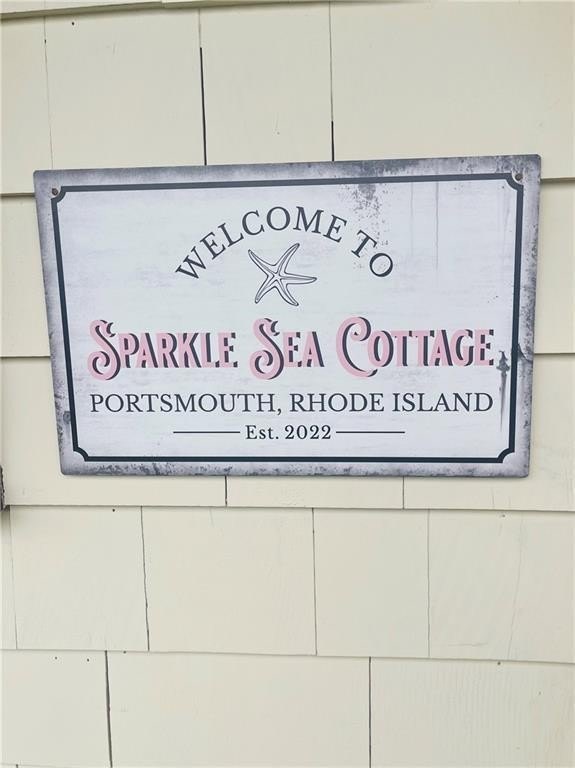 WELCOME TO
SPARKLE SEA COTTAGE
PORTSMOUTH, RHODE ISLAND
Est. 2022